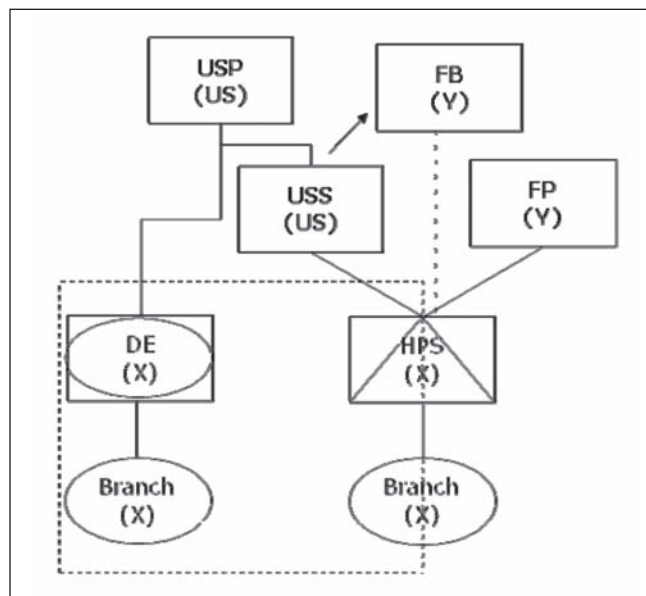 USP
(US)
FB
(Y)
USS
(US)
FP
(Y)
DE
(X)
HPS
(X)
Branch
(X)
Branch
(X)